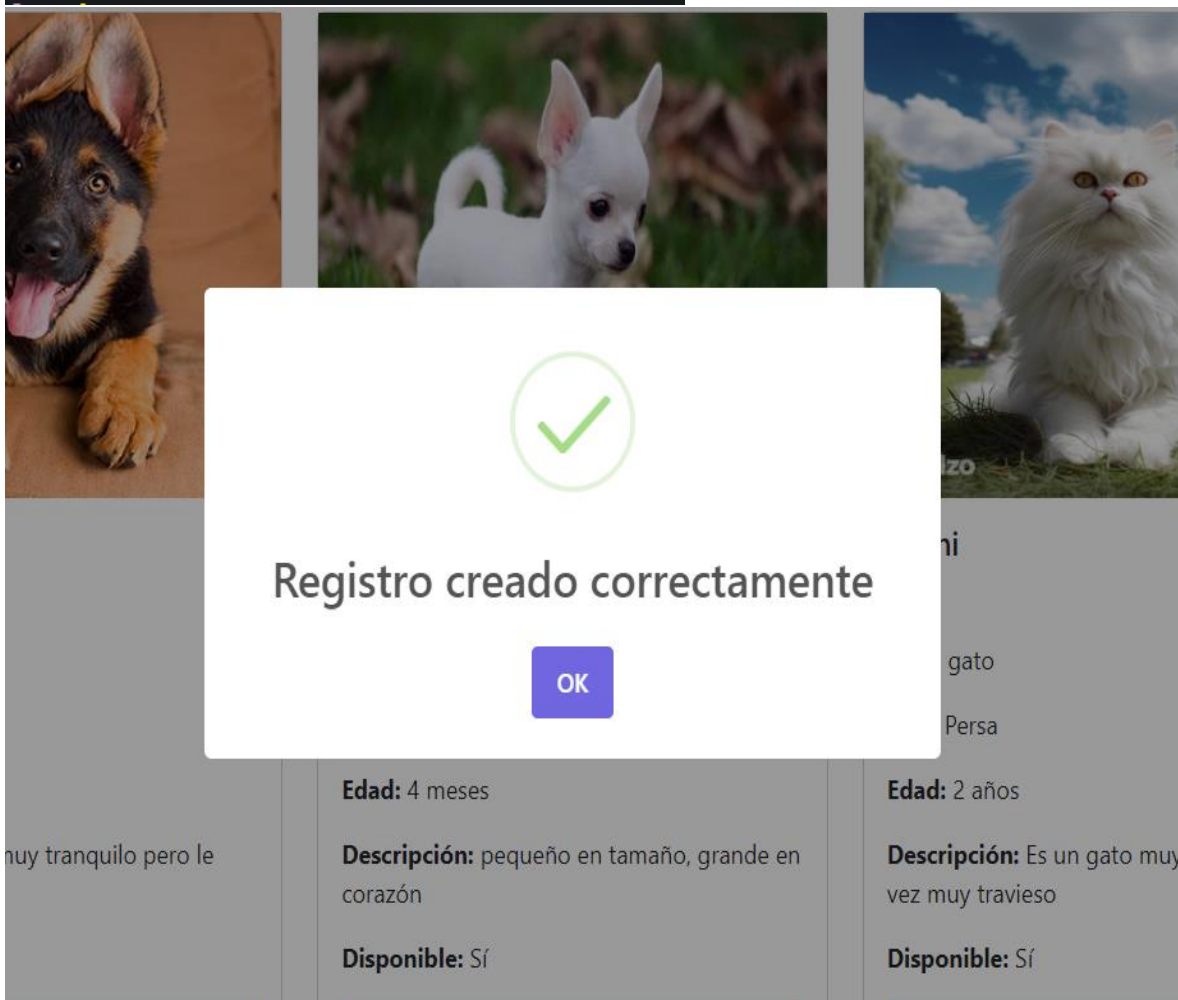 Registro creado correctamente
OK
gato
Persa
Edad: 4 meses
Edad: 2 años
muy tranquilo pero le
Descripción: pequeño en tamaño, grande en
corazón
Descripción: Es un gato muy
vez muy travieso
Disponible: Sí
Disponible: Sí